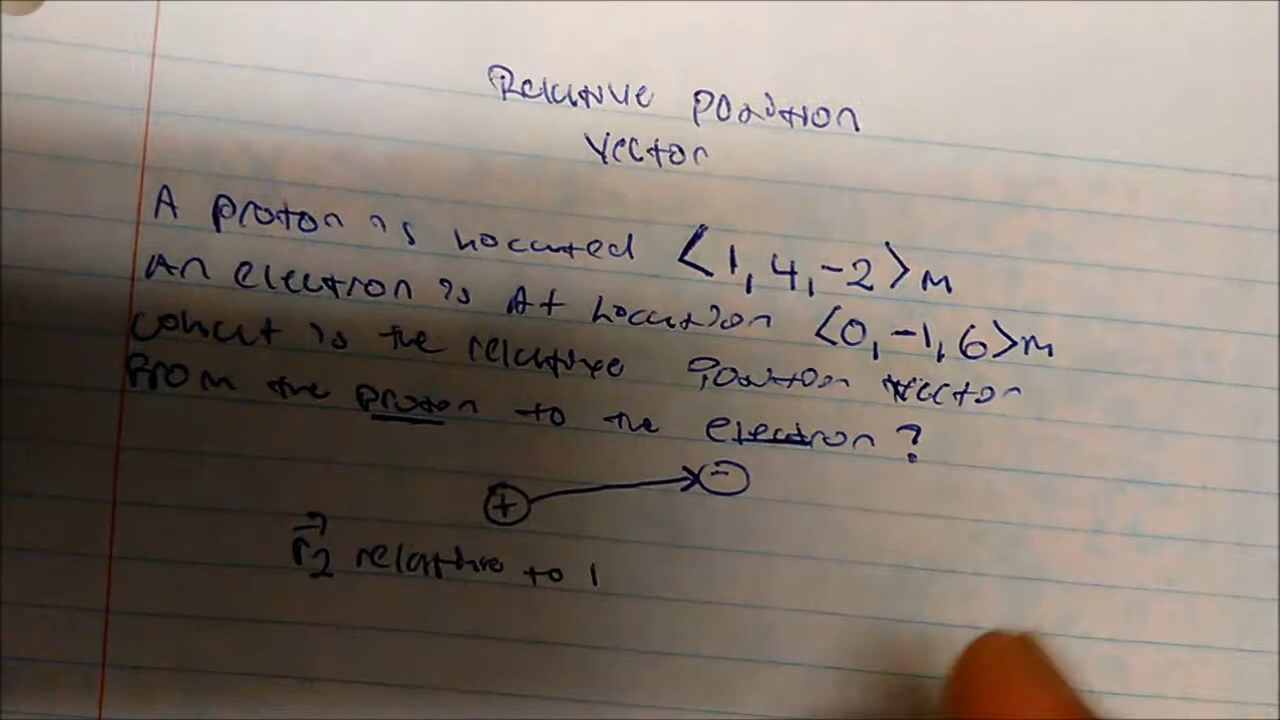 Relative Position
Vector
A proton is Located <1, 4, -2>m
An electron is At Location <0, -1, 6>m
What is the relative Position Vector
From the proton to the electron?
+ -
r⃗₂ relative to 1